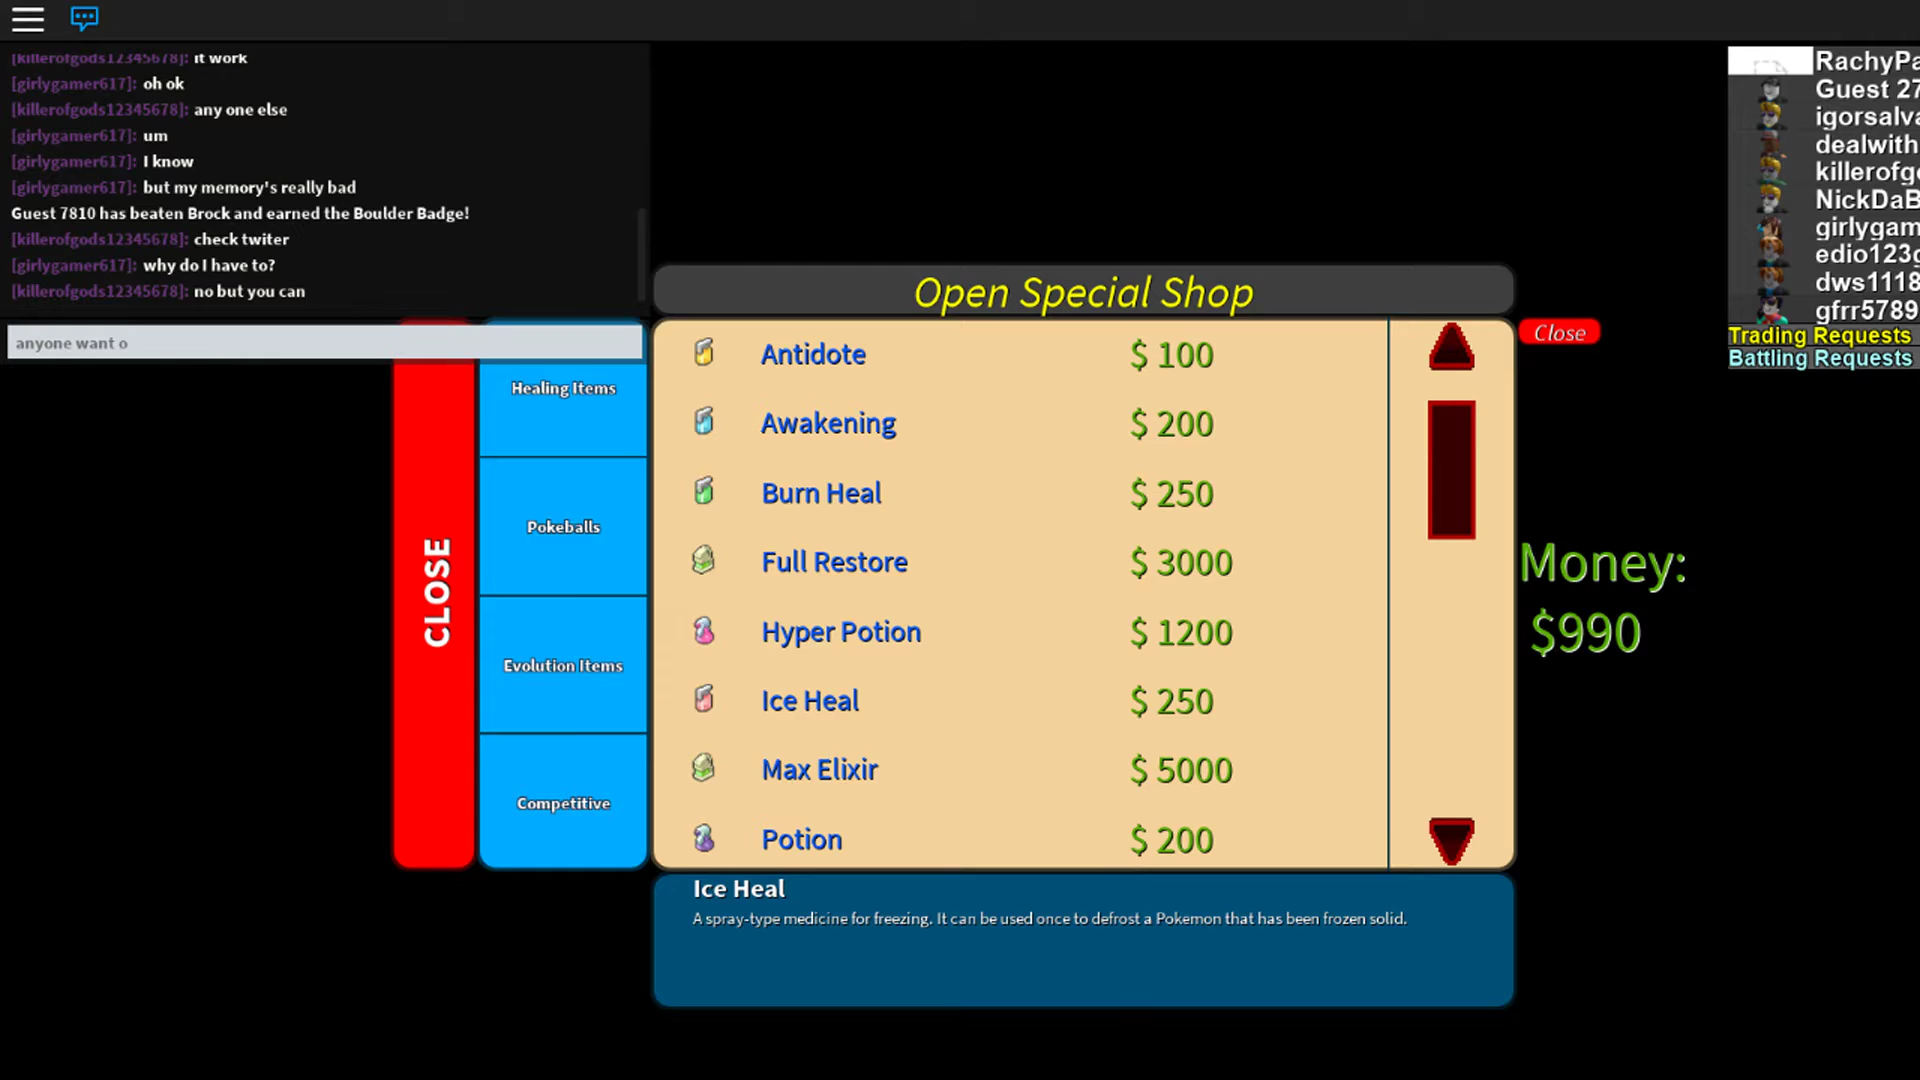 [killerofgods12345678]: it work
[girlygamer617]: oh ok
[killerofgods12345678]: any one else
[girlygamer617]: um
[girlygamer617]: I know
[girlygamer617]: but my memory's really bad
Guest 7810 has beaten Brock and earned the Boulder Badge!
[killerofgods12345678]: check twiter
[girlygamer617]: why do I have to?
[killerofgods12345678]: no but you can
anyone want o
CLOSE
Healing Items
Pokeballs
Evolution Items
Competitive
Open Special Shop
Close
Antidote $ 100
Awakening $ 200
Burn Heal $ 250
Full Restore $ 3000
Hyper Potion $ 1200
Ice Heal $ 250
Max Elixir $ 5000
Potion $ 200
Ice Heal
A spray-type medicine for freezing. It can be used once to defrost a Pokemon that has been frozen solid.
Money:
$990
RachyPa
Guest 27
igorsalva
dealwith
killerofg
NickDaB
girlygam
edio123g
dws1118
gfrr5789
Trading Requests
Battling Requests